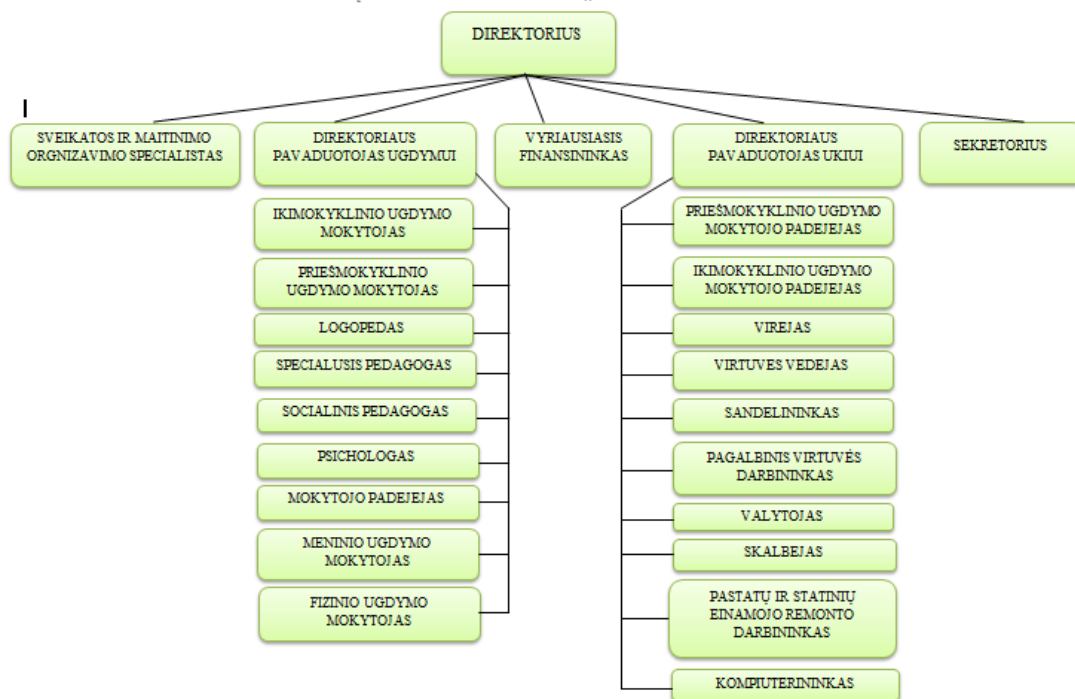 DIREKTORIUS
SVEIKATOS IR MAITINIMO
ORGNIZAVIMO SPECIALISTAS
DIREKTORIAUS
PAVADUOTOJAS UGDYMUI
VYRIAUSIASIS
FINANSININKAS
DIREKTORIAUS
PAVADUOTOJAS UKIUI
SEKRETORIUS
IKIMOKYKLINIO UGDYMO
MOKYTOJAS
PRIEŠMOKYKLINIO
UGDYMO MOKYTOJAS
LOGOPEDAS
SPECIALUSIS PEDAGOGAS
SOCIALINIS PEDAGOGAS
PSICHOLOGAS
MOKYTOJO PADEJEJAS
MENINIO UGDYMO
MOKYTOJAS
FIZINIO UGDYMO
MOKYTOJAS
PRIEŠMOKYKLINIO UGDYMO
MOKYTOJO PADEJEJAS
IKIMOKYKLINIO UGDYMO
MOKYTOJO PADEJEJAS
VIREJAS
VIRTUVES VEDEJAS
SANDELININKAS
PAGALBINIS VIRTUVĖS
DARBININKAS
VALYTOJAS
SKALBEJAS
PASTATŲ IR STATINIŲ
EINAMOJO REMONTO
DARBININKAS
KOMPIUTERININKAS